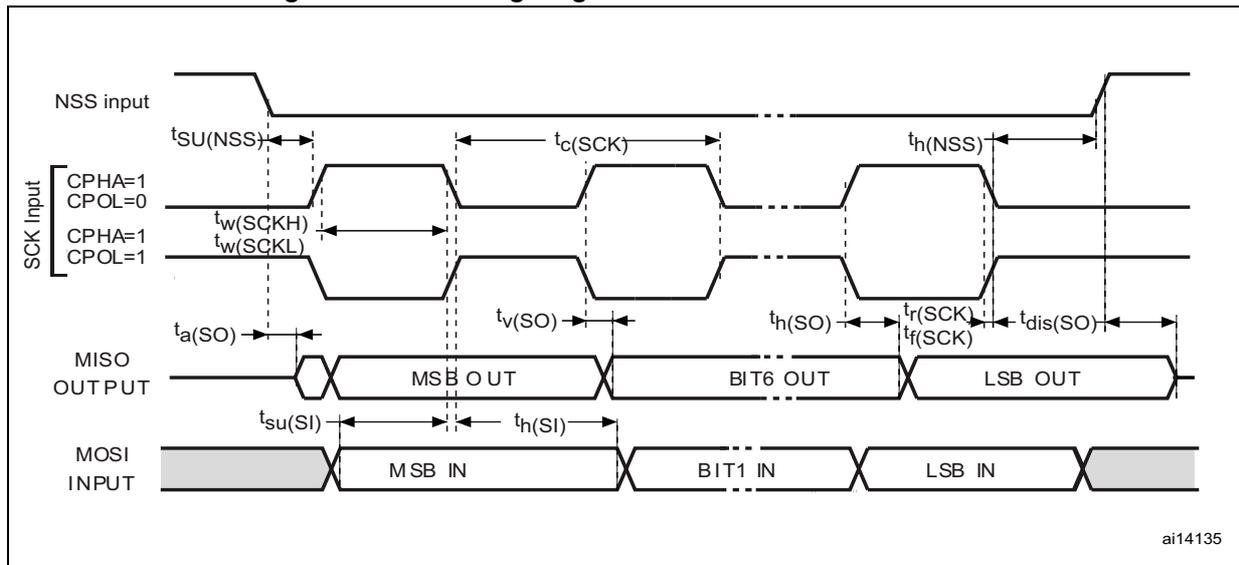 NSS input
tSU(NSS)
tc(SCK)
th(NSS)
SCK Input
CPHA=1
CPOL=0
CPHA=1
CPOL=1
tw(SCKH)
tw(SCKL)
ta(SO)
tv(SO)
th(SO)
tr(SCK)
tf(SCK)
tdis(SO)
MISO
OUTPUT
MSB OUT
BIT6 OUT
LSB OUT
tsu(SI)
th(SI)
MOSI
INPUT
MSB IN
BIT1 IN
LSB IN
ai14135